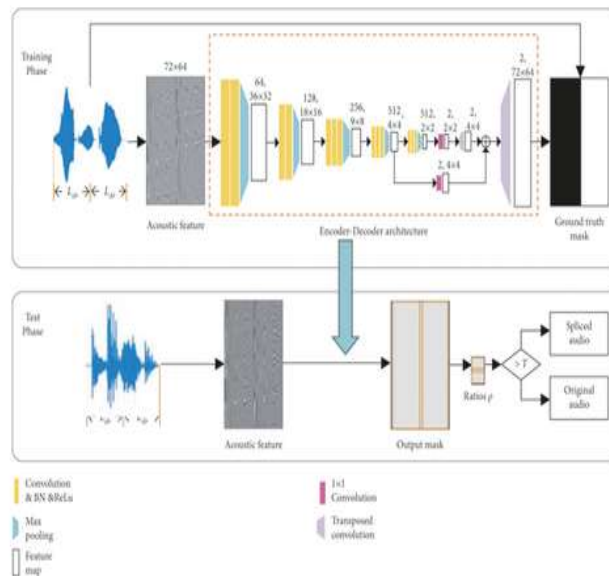 Training
Phase
72×64
64,
36×32
128,
18×16
256,
9×8
512,
4×4
512,
2×2
2,
2×2
2,
4×4
2,
72×64
2, 4×4
Acoustic feature
Encoder-Decoder architecture
Ground truth
mask
Test
Phase
Acoustic feature
Output mask
Ratios ρ
> T
Spliced
audio
Original
audio
Convolution
& BN &ReLu
Max
pooling
Feature
map
1×1
Convolution
Transposed
convolution